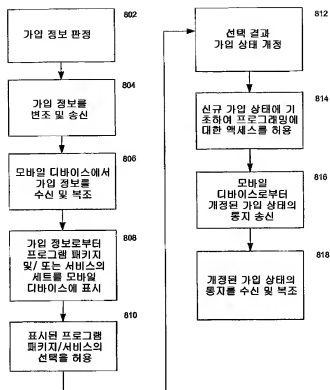 802
가입 정보 판정
804
가입 정보를
변조 및 송신
806
모바일 디바이스에서
가입 정보를
수신 및 복조
808
가입 정보로부터
프로그램 패키지
및/ 또는 서비스의
세트를 모바일
디바이스에 표시
810
표시된 프로그램
패키지/서비스의
선택을 허용
812
선택 결과
가입 상태 개정
814
신규 가입 상태에 기
초하여 프로그래밍에
대한 액세스를 허용
816
모바일
디바이스로부터
개정된 가입 상태의
통지 송신
818
개정된 가입 상태의
통지를 수신 및 복조